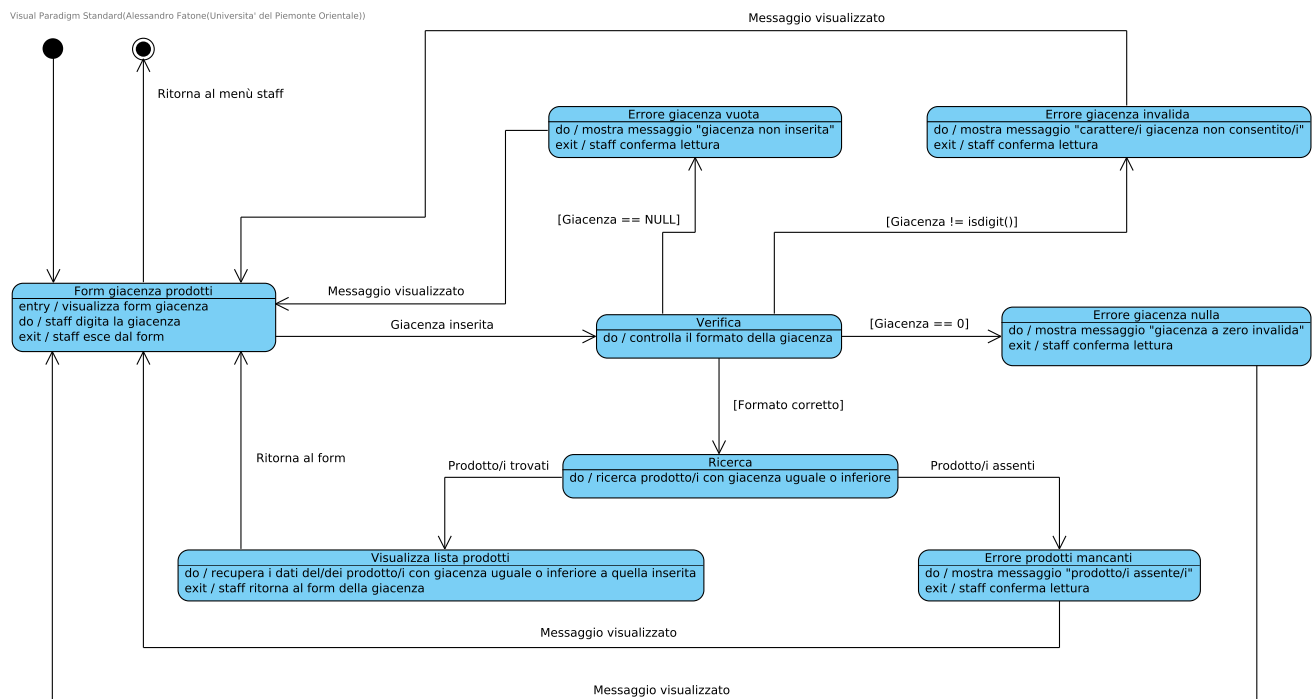 Visual Paradigm Standard(Alessandro Fatone(Universita' del Piemonte Orientale))
Messaggio visualizzato
Ritorna al menù staff
Errore giacenza vuota
do / mostra messaggio "giacenza non inserita"
exit / staff conferma lettura
Errore giacenza invalida
do / mostra messaggio "carattere/i giacenza non consentito/i"
exit / staff conferma lettura
[Giacenza == NULL]
[Giacenza != isdigit()]
Form giacenza prodotti
entry / visualizza form giacenza
do / staff digita la giacenza
exit / staff esce dal form
Messaggio visualizzato
Giacenza inserita
Verifica
do / controlla il formato della giacenza
[Giacenza == 0]
Errore giacenza nulla
do / mostra messaggio "giacenza a zero invalida"
exit / staff conferma lettura
[Formato corretto]
Ritorna al form
Prodotto/i trovati
Ricerca
do / ricerca prodotto/i con giacenza uguale o inferiore
Prodotto/i assenti
Visualizza lista prodotti
do / recupera i dati del/dei prodotto/i con giacenza uguale o inferiore a quella inserita
exit / staff ritorna al form della giacenza
Errore prodotti mancanti
do / mostra messaggio "prodotto/i assente/i"
exit / staff conferma lettura
Messaggio visualizzato
Messaggio visualizzato